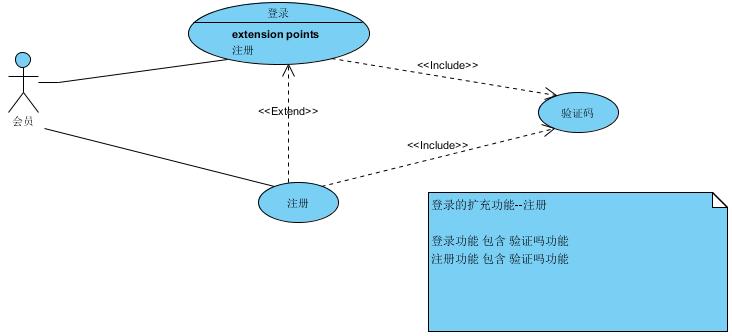 登录
extension points
注册
<<Include>>
会员
<<Extend>>
验证码
<<Include>>
注册
登录的扩充功能--注册
登录功能 包含 验证吗功能
注册功能 包含 验证吗功能